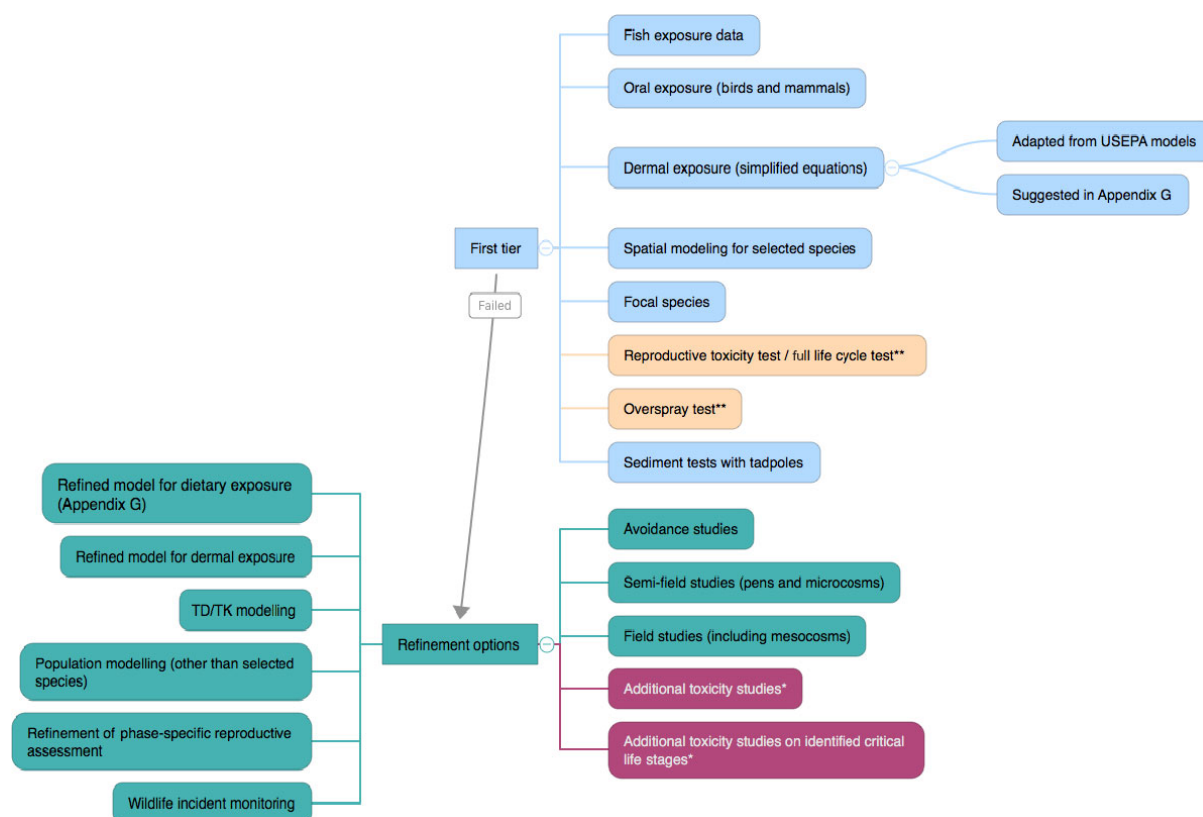 Fish exposure data
Oral exposure (birds and mammals)
Dermal exposure (simplified equations)
Adapted from USEPA models
Suggested in Appendix G
First tier
Spatial modeling for selected species
Failed
Focal species
Reproductive toxicity test / full life cycle test**
Overspray test**
Sediment tests with tadpoles
Refined model for dietary exposure
(Appendix G)
Refined model for dermal exposure
TD/TK modelling
Population modelling (other than selected
species)
Refinement of phase-specific reproductive
assessment
Wildlife incident monitoring
Refinement options
Avoidance studies
Semi-field studies (pens and microcosms)
Field studies (including mesocosms)
Additional toxicity studies*
Additional toxicity studies on identified critical
life stages*